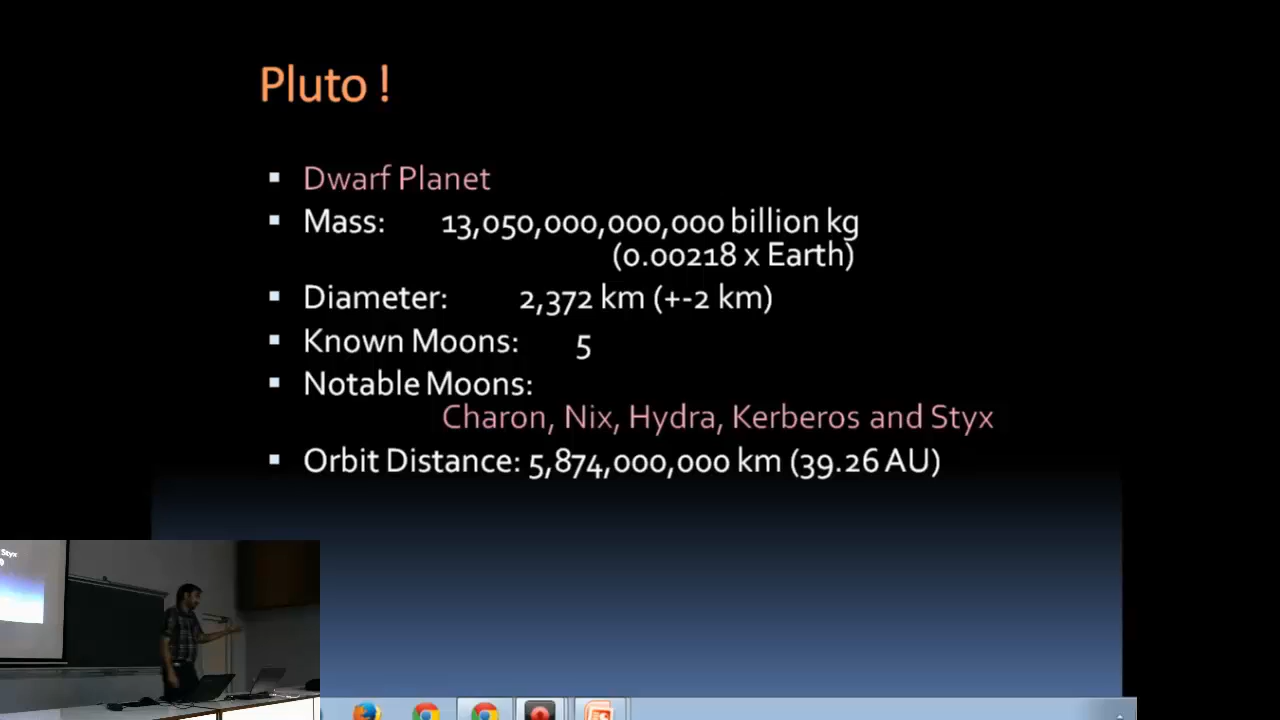 Pluto !
Dwarf Planet
Mass: 13,050,000,000,000 billion kg
(0.00218 x Earth)
Diameter: 2,372 km (+-2 km)
Known Moons: 5
Notable Moons:
Charon, Nix, Hydra, Kerberos and Styx
Orbit Distance: 5,874,000,000 km (39.26 AU)
Styx